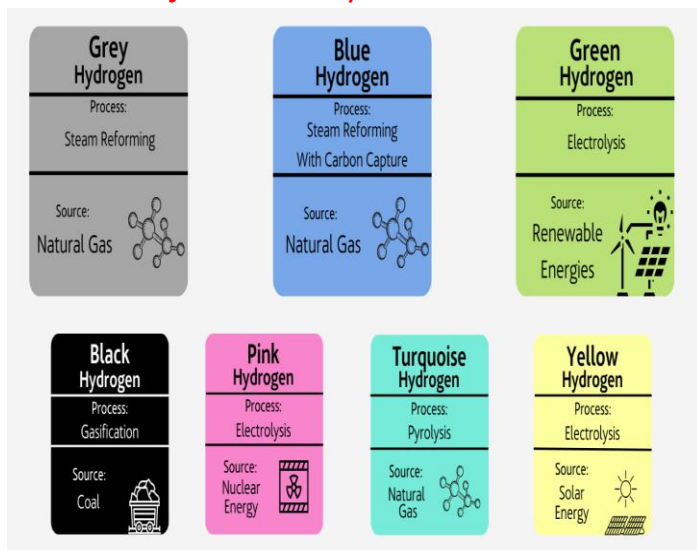 Grey
Hydrogen
Process:
Steam Reforming
Source:
Natural Gas
Blue
Hydrogen
Process:
Steam Reforming
With Carbon Capture
Source:
Natural Gas
Green
Hydrogen
Process:
Electrolysis
Source:
Renewable
Energies
Black
Hydrogen
Process:
Gasification
Source:
Coal
Pink
Hydrogen
Process:
Electrolysis
Source:
Nuclear
Energy
Turquoise
Hydrogen
Process:
Pyrolysis
Source:
Natural
Gas
Yellow
Hydrogen
Process:
Electrolysis
Source:
Solar
Energy